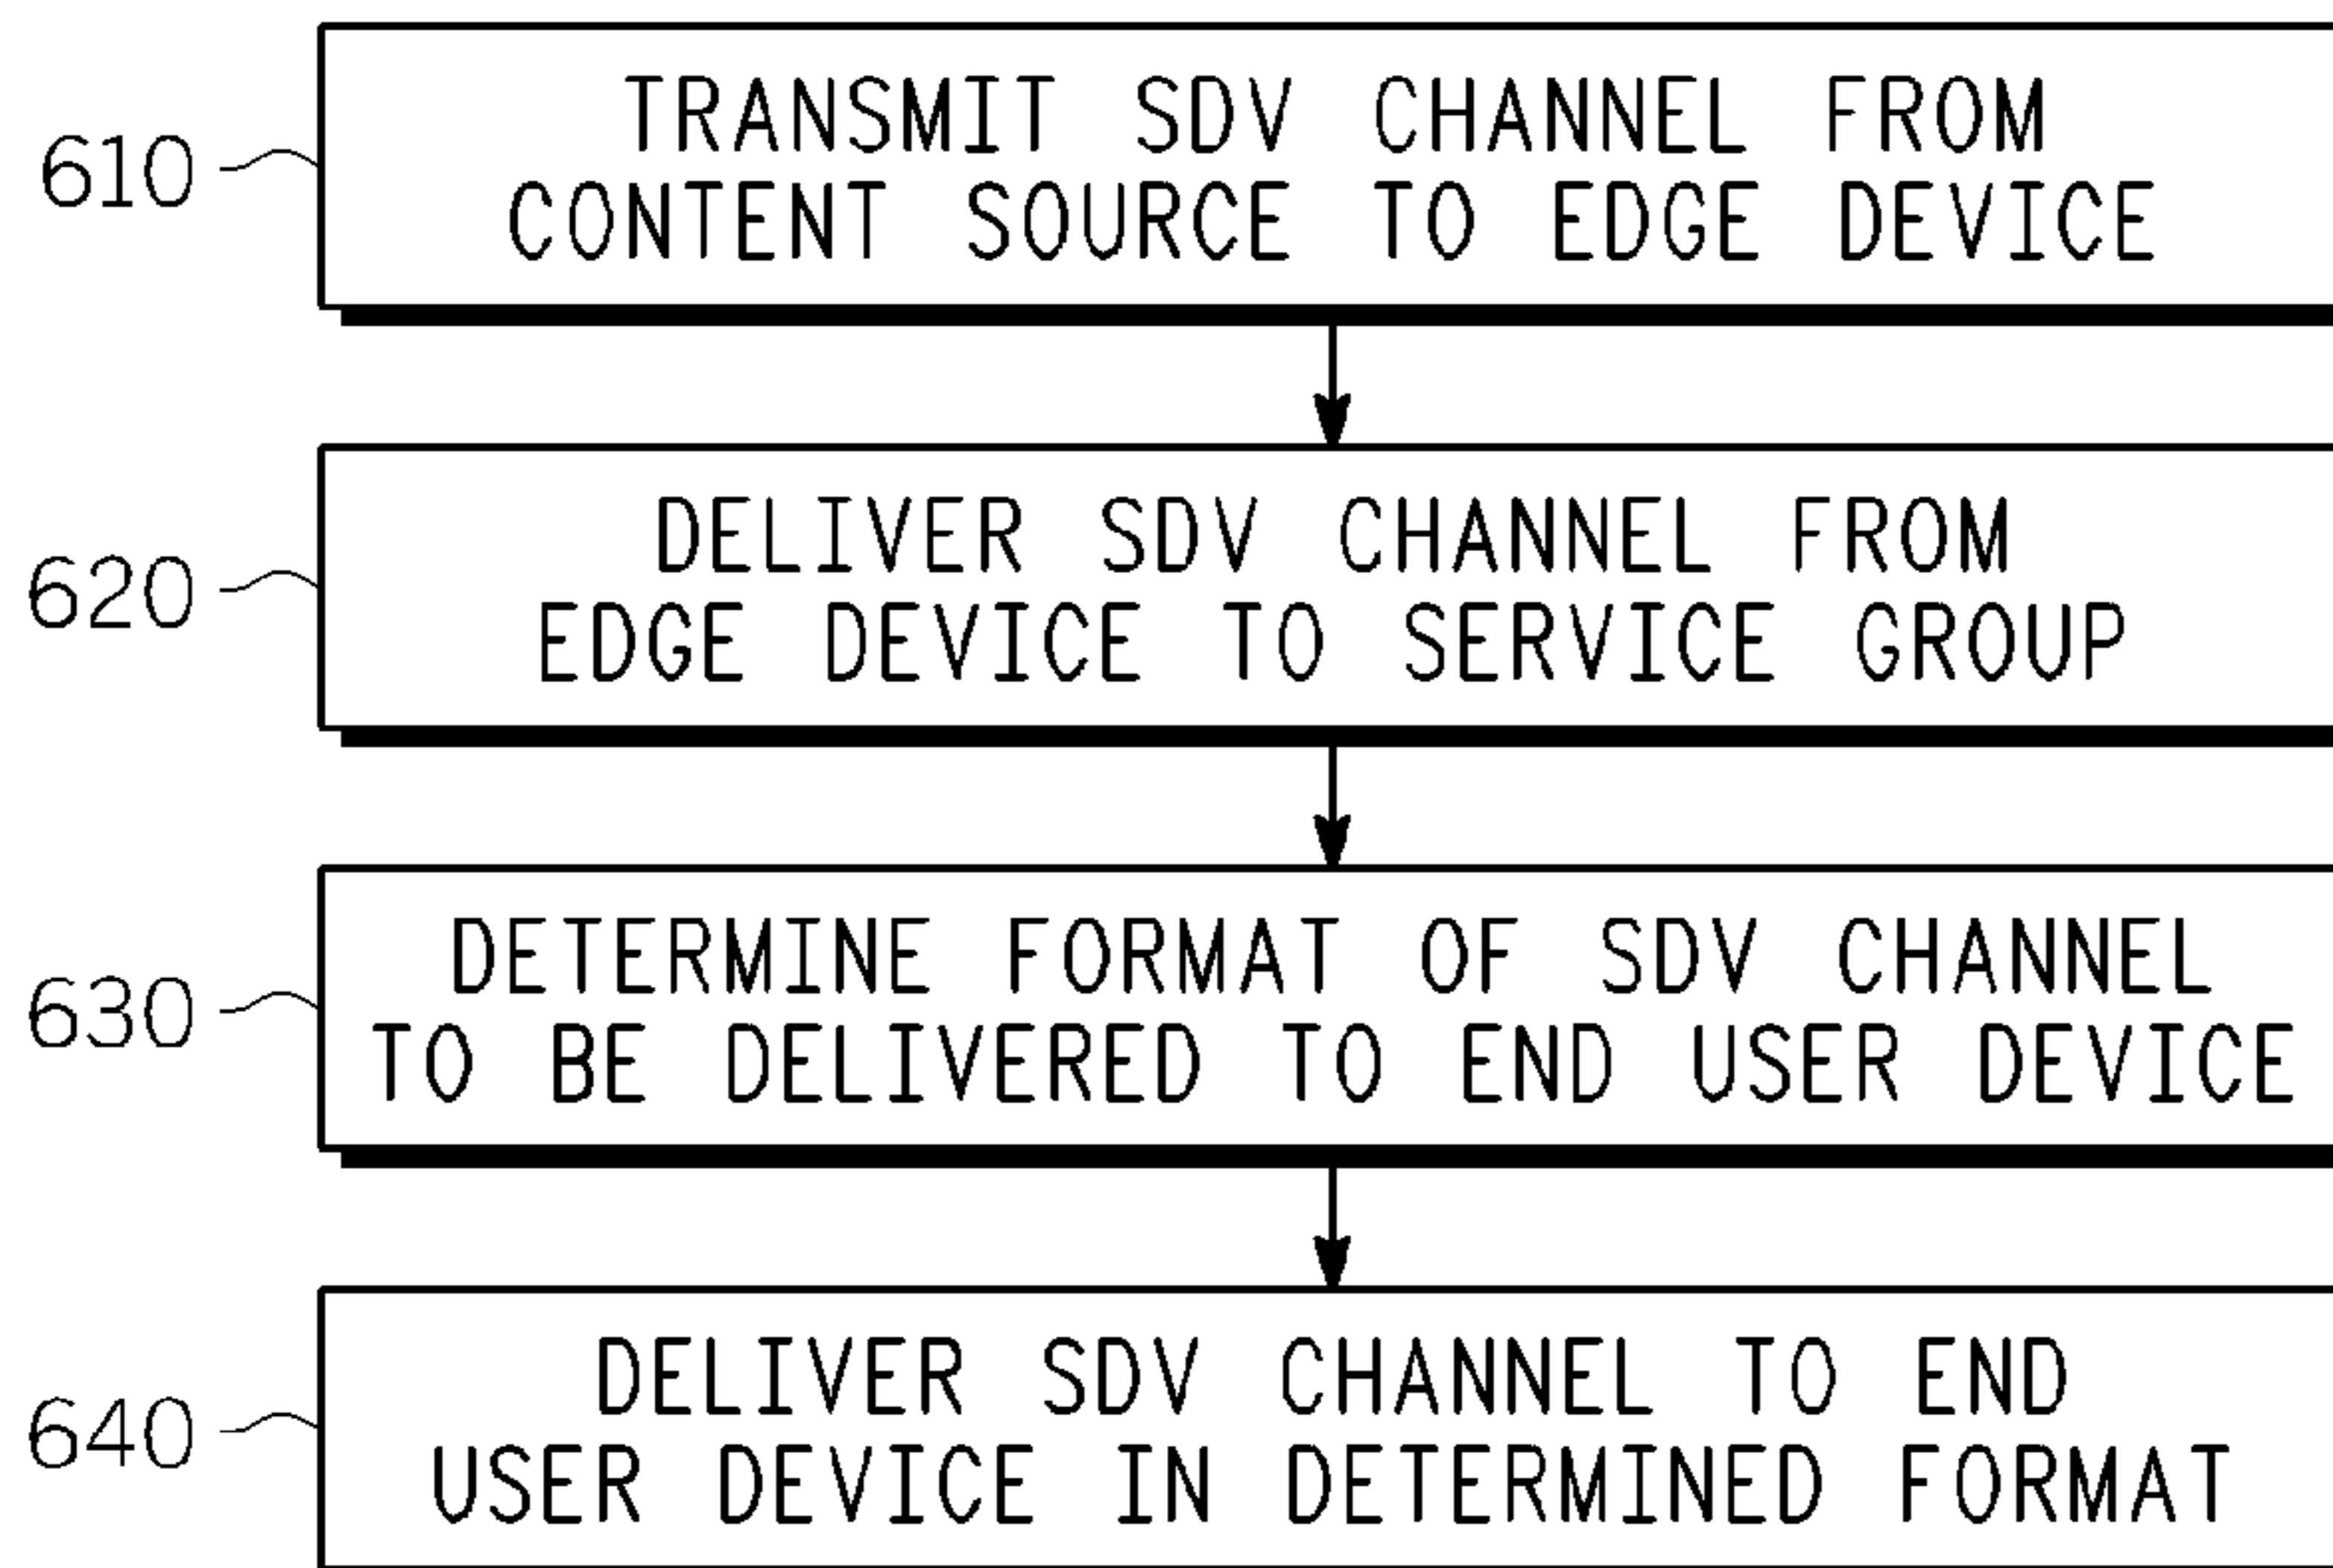 610
TRANSMIT SDV CHANNEL FROM
CONTENT SOURCE TO EDGE DEVICE
620
DELIVER SDV CHANNEL FROM
EDGE DEVICE TO SERVICE GROUP
630
DETERMINE FORMAT OF SDV CHANNEL
TO BE DELIVERED TO END USER DEVICE
640
DELIVER SDV CHANNEL TO END
USER DEVICE IN DETERMINED FORMAT